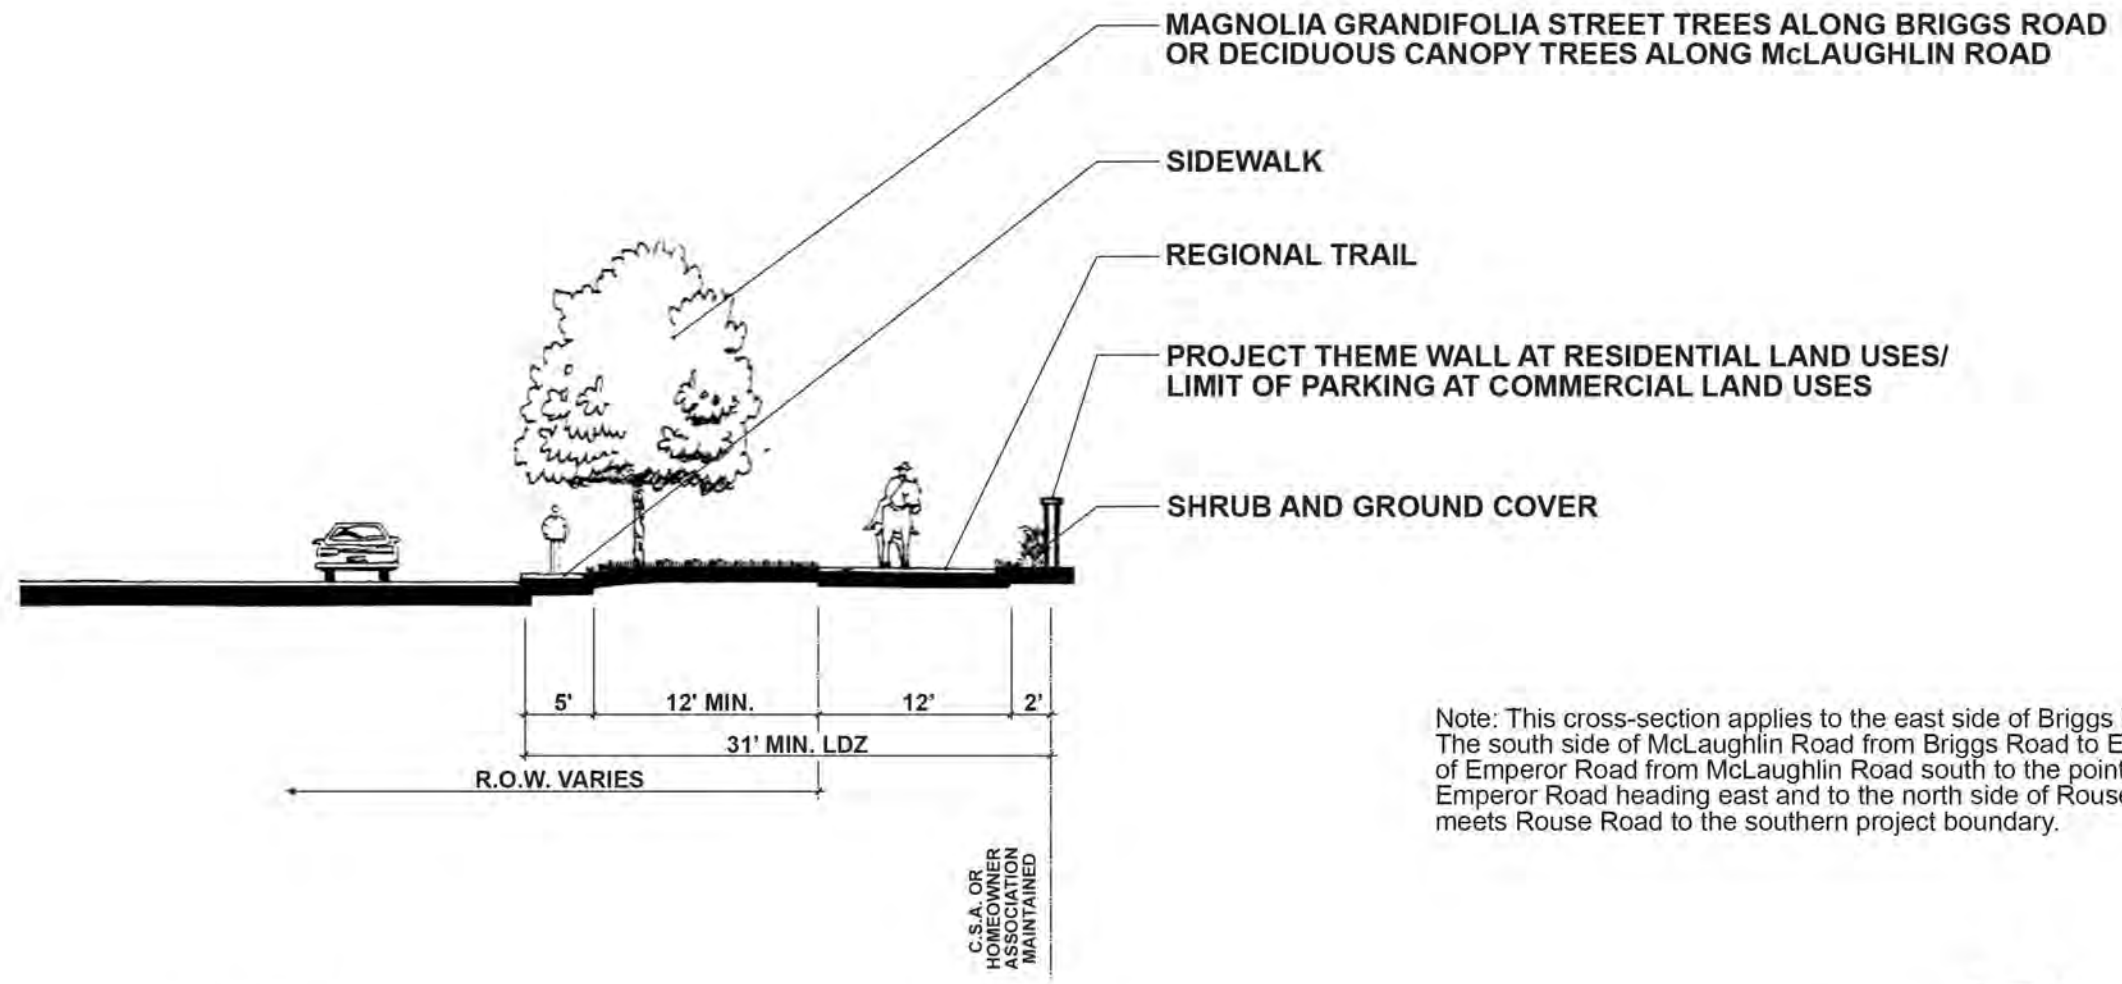 MAGNOLIA GRANDIFOLIA STREET TREES ALONG BRIGGS ROAD
OR DECIDUOUS CANOPY TREES ALONG McLAUGHLIN ROAD
SIDEWALK
REGIONAL TRAIL
PROJECT THEME WALL AT RESIDENTIAL LAND USES/
LIMIT OF PARKING AT COMMERCIAL LAND USES
SHRUB AND GROUND COVER
5' 12' MIN. 12' 2'
31' MIN. LDZ
R.O.W. VARIES
C.S.A. OR
HOMEOWNER
ASSOCIATION
MAINTAINED
Note: This cross-section applies to the east side of Briggs
The south side of McLaughlin Road from Briggs Road to E
of Emperor Road from McLaughlin Road south to the point
Emperor Road heading east and to the north side of Rouse
meets Rouse Road to the southern project boundary.